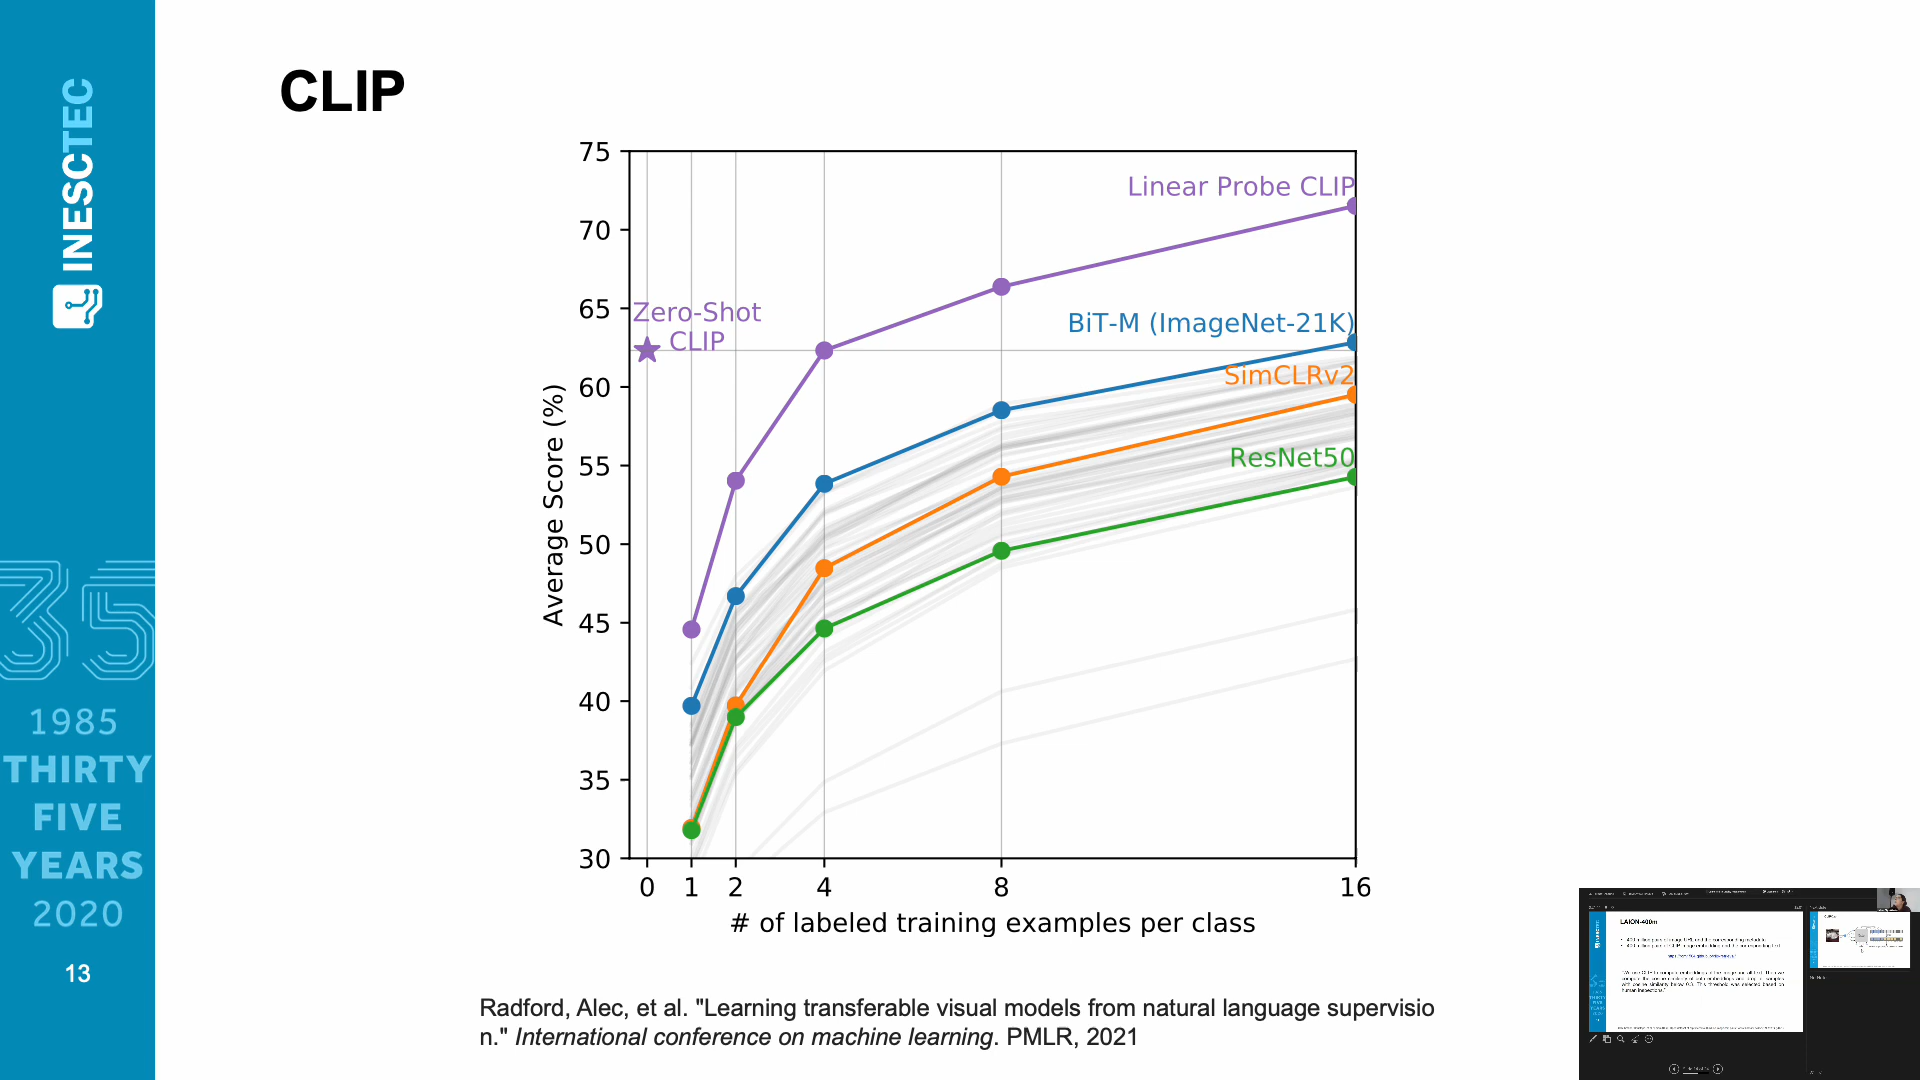 INESCTEC
35
1985
THIRTY
FIVE
YEARS
2020
13
CLIP
75
70
65
60
55
50
45
40
35
30
Average Score (%)
Linear Probe CLIP
Zero-Shot
CLIP
BiT-M (ImageNet-21K)
SimCLRv2
ResNet50
0 1 2 4 8 16
# of labeled training examples per class
Radford, Alec, et al. "Learning transferable visual models from natural language supervisio
n." International conference on machine learning. PMLR, 2021
LAION-400m